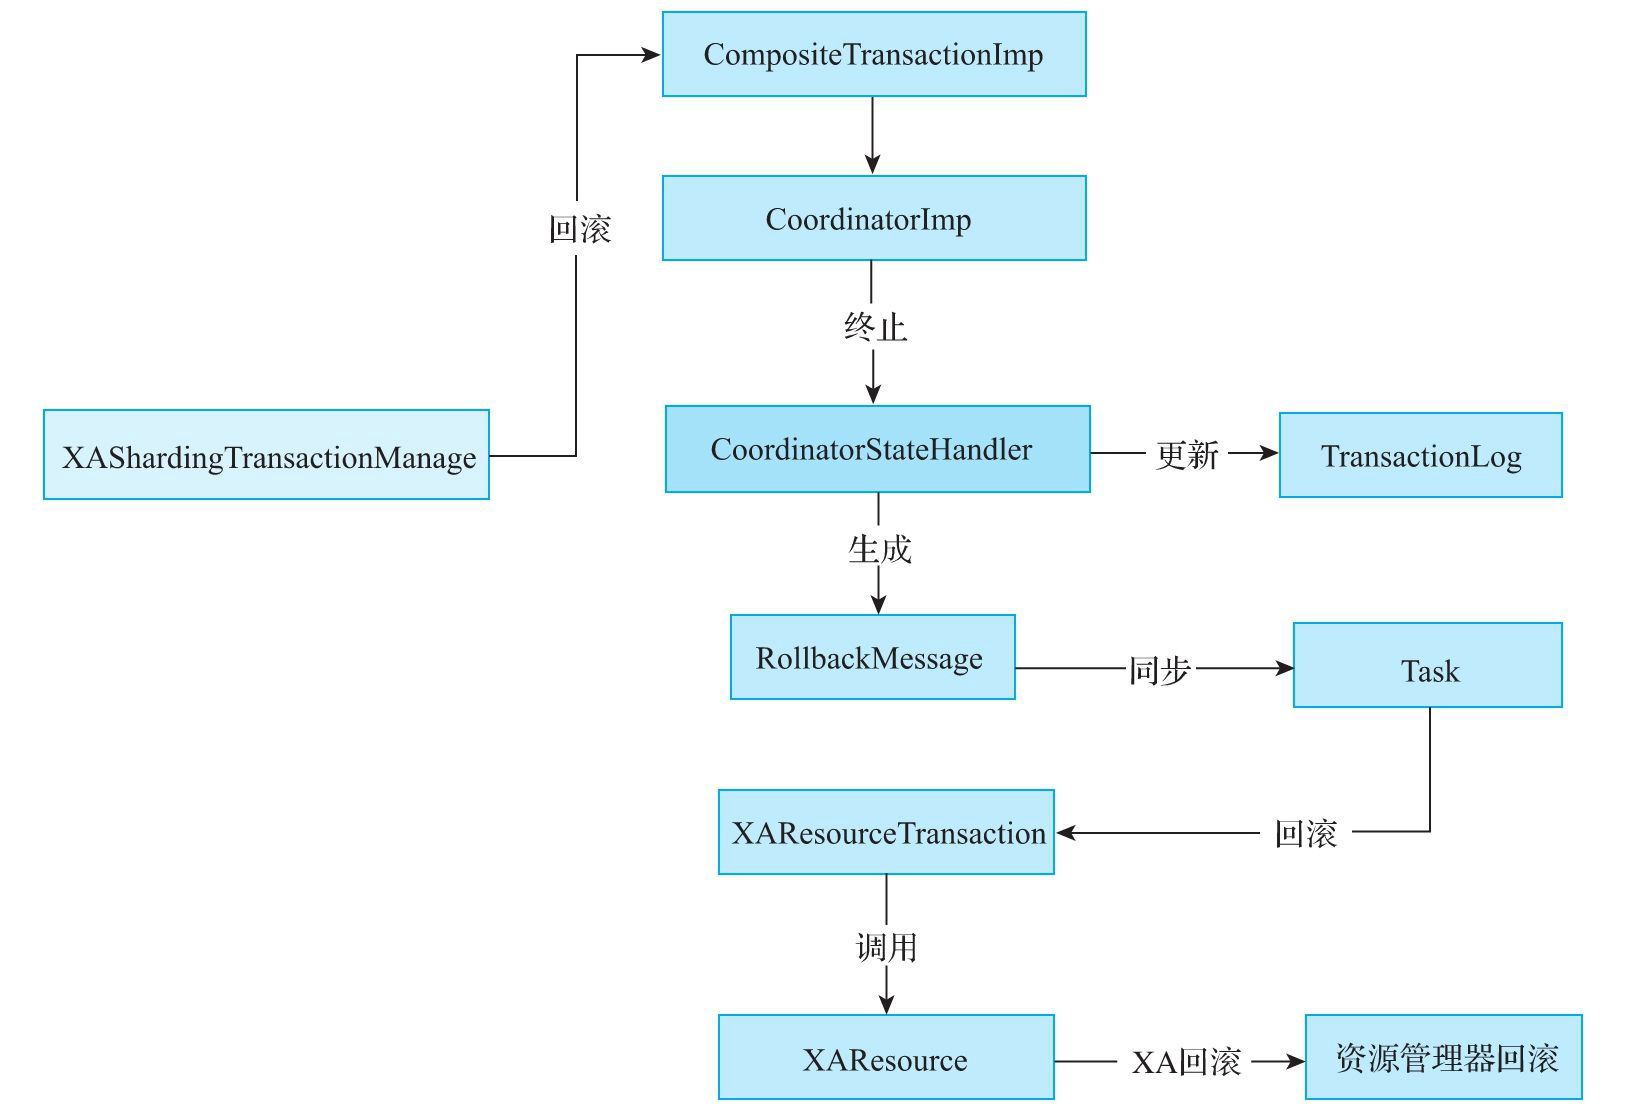 CompositeTransactionImp
CoordinatorImp
回滚
终止
XAShardingTransactionManage
CoordinatorStateHandler
更新
TransactionLog
生成
RollbackMessage
同步
Task
XAResourceTransaction
回滚
调用
XAResource
XA回滚
资源管理器回滚